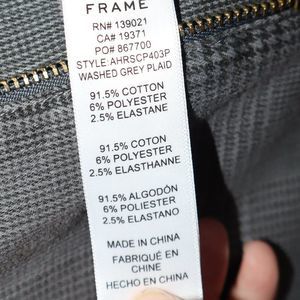 FRAME
RN# 139021
CA# 19371
PO# 867700
STYLE: AHRSCP403P
WASHED GREY PLAID
91.5% COTTON
6% POLYESTER
2.5% ELASTANE
91.5% COTON
6% POLYESTER
2.5% ELASTHANNE
91.5% ALGODÓN
6% POLIESTER
2.5% ELASTANO
MADE IN CHINA
FABRIQUÉ EN
CHINE
HECHO EN CHINA